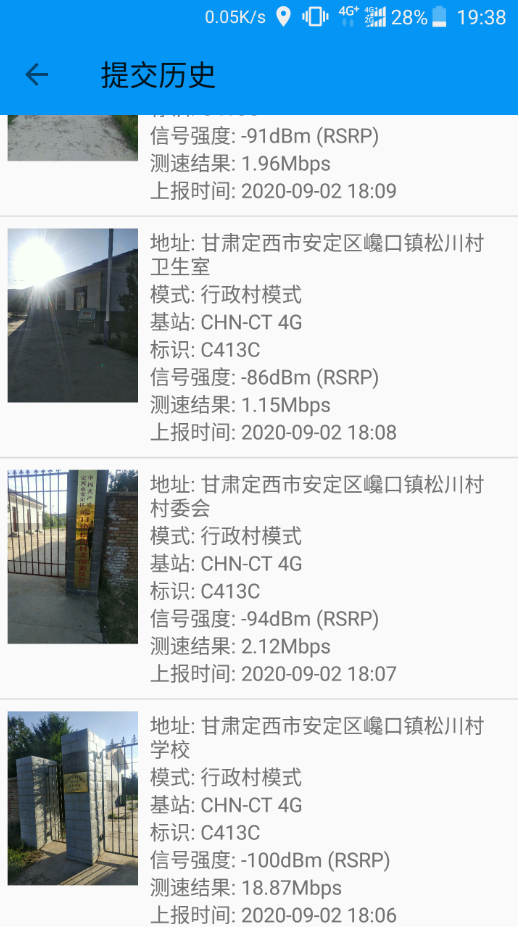 0.05K/s 4G+ 4G 2G 28% 19:38
提交历史
信号强度: -91dBm (RSRP)
测速结果: 1.96Mbps
上报时间: 2020-09-02 18:09
地址: 甘肃定西市安定区巉口镇松川村
卫生室
模式: 行政村模式
基站: CHN-CT 4G
标识: C413C
信号强度: -86dBm (RSRP)
测速结果: 1.15Mbps
上报时间: 2020-09-02 18:08
地址: 甘肃定西市安定区巉口镇松川村
村委会
模式: 行政村模式
基站: CHN-CT 4G
标识: C413C
信号强度: -94dBm (RSRP)
测速结果: 2.12Mbps
上报时间: 2020-09-02 18:07
地址: 甘肃定西市安定区巉口镇松川村
学校
模式: 行政村模式
基站: CHN-CT 4G
标识: C413C
信号强度: -100dBm (RSRP)
测速结果: 18.87Mbps
上报时间: 2020-09-02 18:06